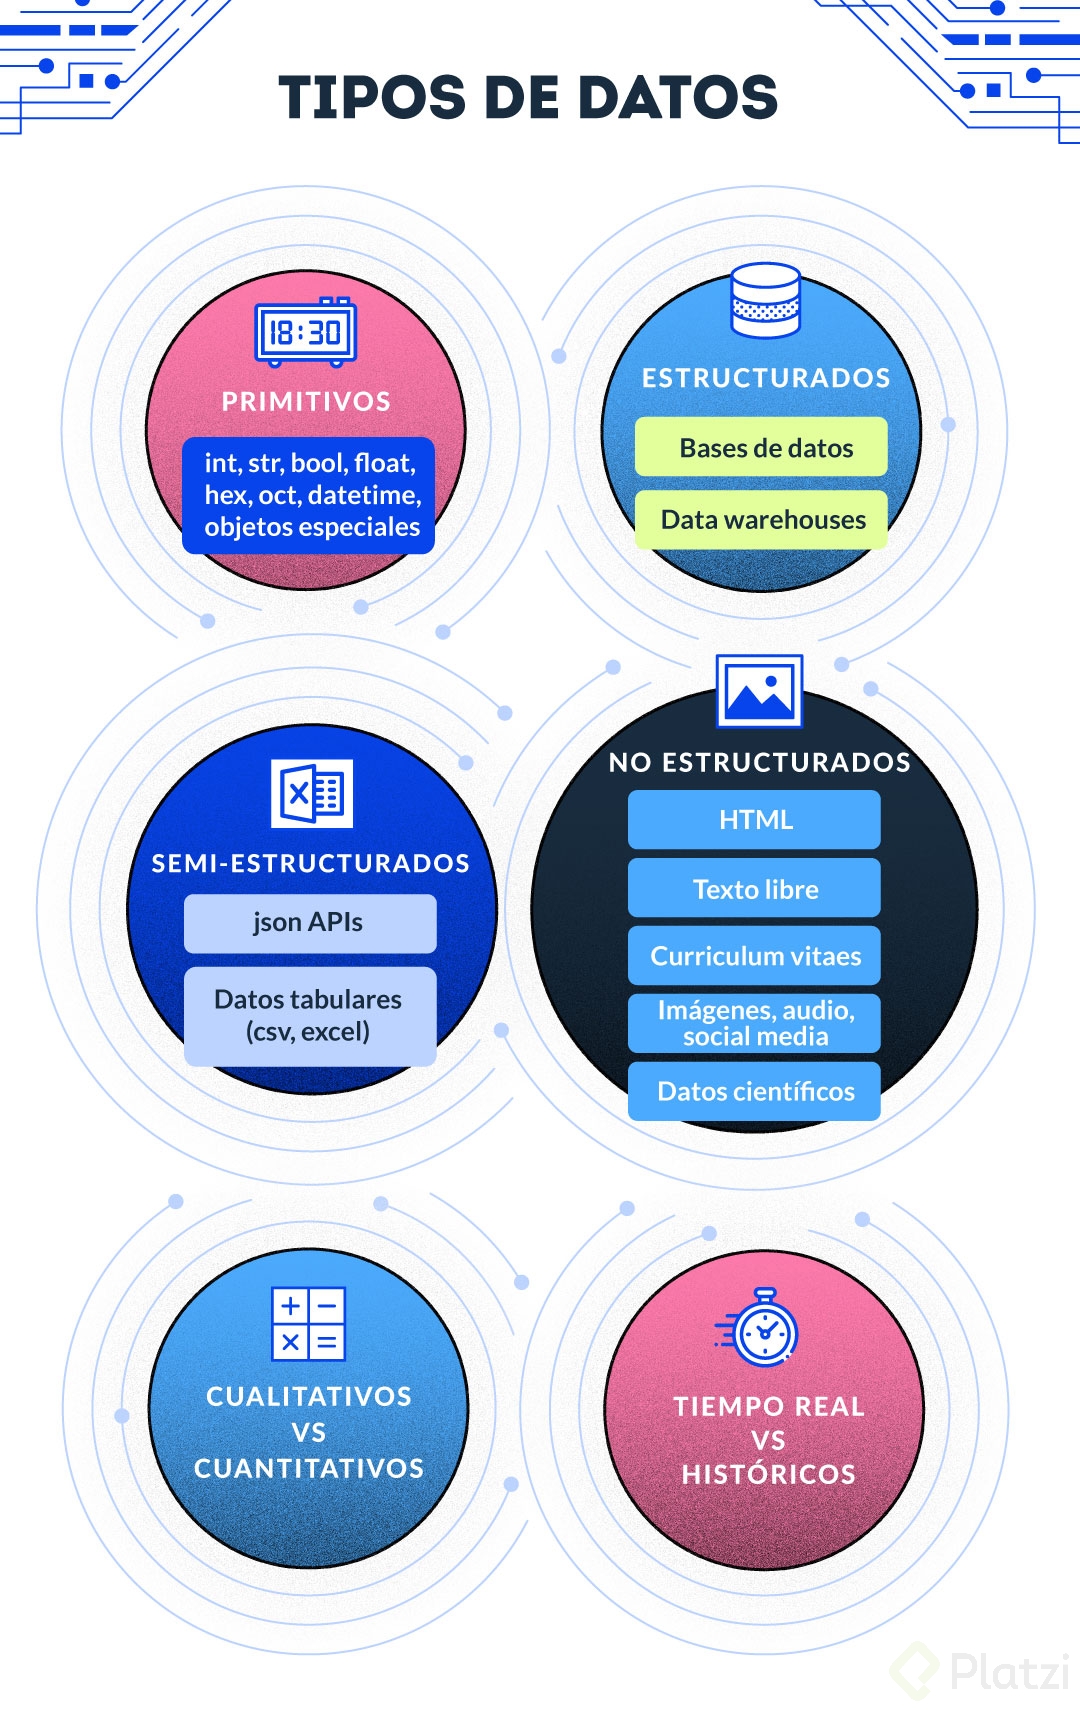 TIPOS DE DATOS
18:30
PRIMITIVOS
int, str, bool, float,
hex, oct, datetime,
objetos especiales
ESTRUCTURADOS
Bases de datos
Data warehouses
SEMI-ESTRUCTURADOS
json APIs
Datos tabulares
(csv, excel)
NO ESTRUCTURADOS
HTML
Texto libre
Curriculum vitaes
Imágenes, audio,
social media
Datos científicos
CUALITATIVOS
VS
CUANTITATIVOS
TIEMPO REAL
VS
HISTÓRICOS
Platzi